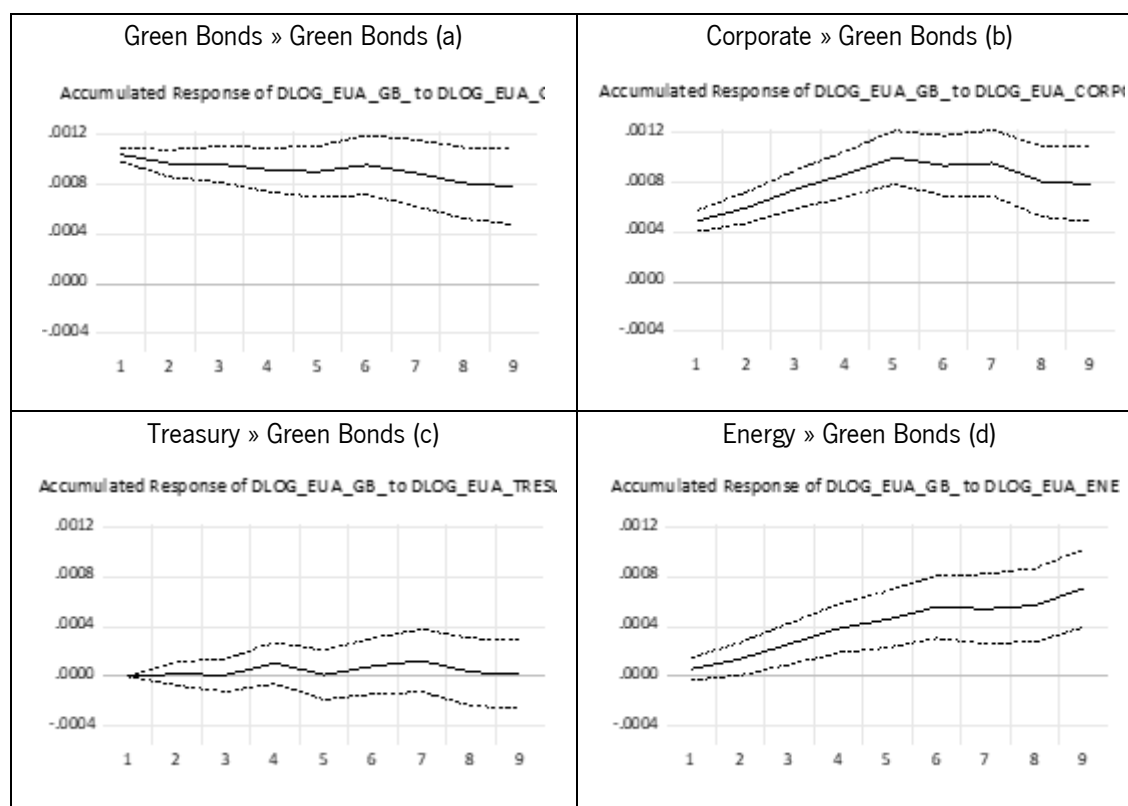 Green Bonds » Green Bonds (a)
Accumulated Response of DLOG_EUA_GB_ to DLOG_EUA_
.0012
.0008
.0004
.0000
-.0004
1 2 3 4 5 6 7 8 9
Corporate » Green Bonds (b)
Accumulated Response of DLOG_EUA_GB_ to DLOG_EUA_CORP
.0012
.0008
.0004
.0000
-.0004
1 2 3 4 5 6 7 8 9
Treasury » Green Bonds (c)
Accumulated Response of DLOG_EUA_GB_ to DLOG_EUA_TRES
.0012
.0008
.0004
.0000
-.0004
1 2 3 4 5 6 7 8 9
Energy » Green Bonds (d)
Accumulated Response of DLOG_EUA_GB_ to DLOG_EUA_ENE
.0012
.0008
.0004
.0000
-.0004
1 2 3 4 5 6 7 8 9